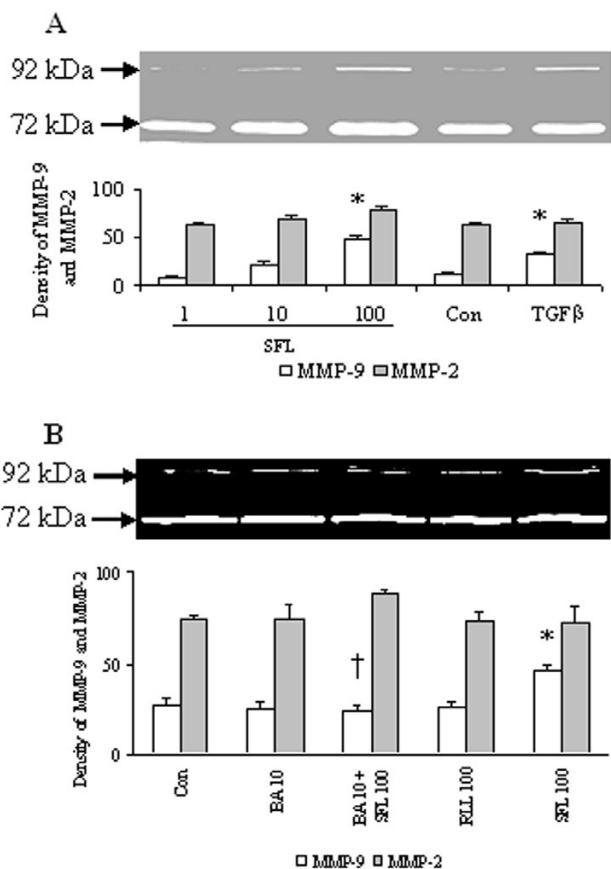 A
92 kDa
72 kDa
Density of MMP-9
and MMP-2
100
50
0
*
*
1 10 100 Con TGFβ
SFL
MMP-9 MMP-2
B
92 kDa
72 kDa
Density of MMP-9 and MMP-2
100
50
0
†
*
Con
BA 10
BA 10 +
SFL 100
RLL 100
SFL 100
MMP-9 MMP-2